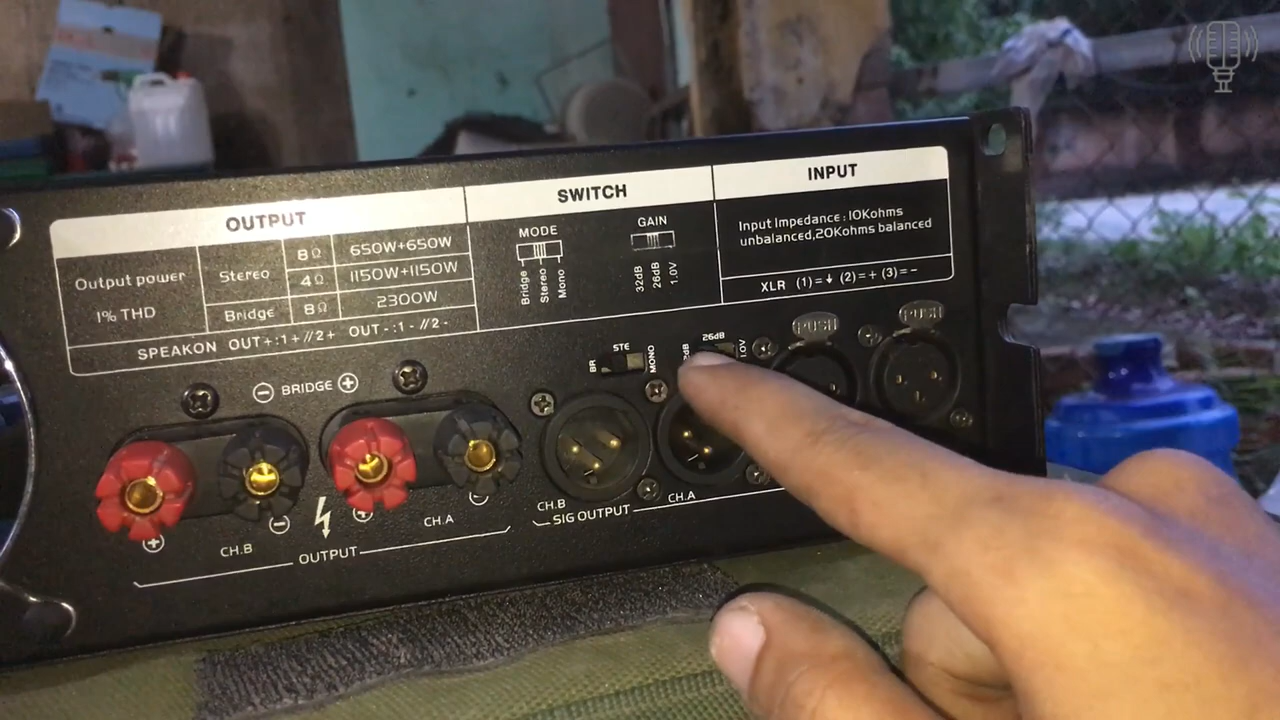 OUTPUT
Output power
1% THD
Stereo
8Ω
650W+650W
4Ω
1150W+1150W
Bridge
8Ω
2300W
SPEAKON OUT+:1+//2+ OUT-:1-//2-
SWITCH
MODE
Bridge
Stereo
Mono
GAIN
32dB
26dB
1.0V
INPUT
Input Impedance : 10Kohms
unbalanced,20Kohms balanced
XLR (1)=⏚ (2)=+ (3)=-
BR
STE
MONO
26dB
1.0V
PUSH
PUSH
⊖ BRIDGE ⊕
⊕
CH.B
⊖
⊕
CH.A
⊖
OUTPUT
CH.B
CH.A
SIG OUTPUT